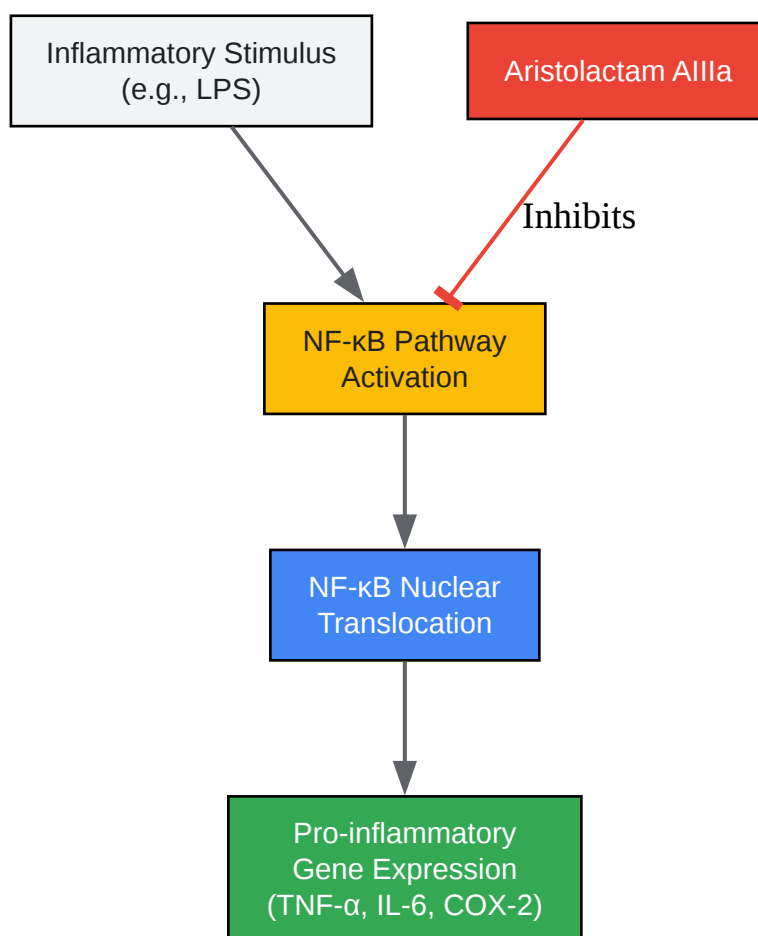 Inflammatory Stimulus
(e.g., LPS)
Aristolactam AIIIa
Inhibits
NF-κB Pathway
Activation
NF-κB Nuclear
Translocation
Pro-inflammatory
Gene Expression
(TNF-α, IL-6, COX-2)